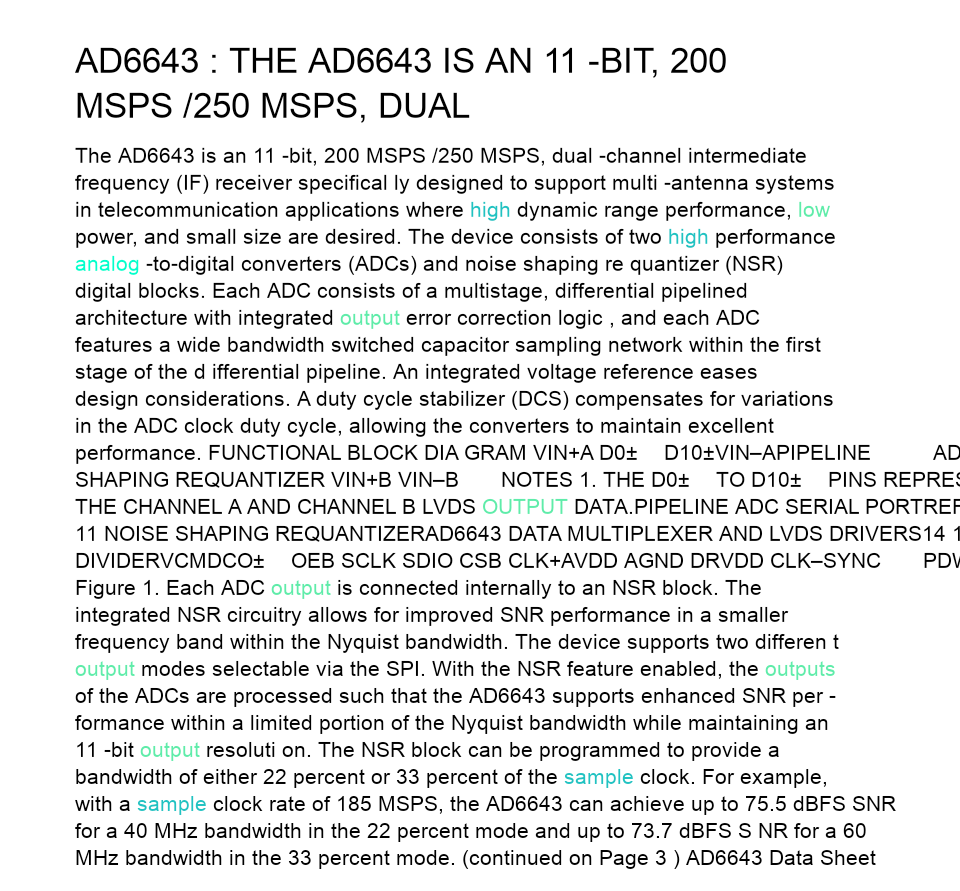 AD6643 : THE AD6643 IS AN 11 -BIT, 200
MSPS /250 MSPS, DUAL
The AD6643 is an 11 -bit, 200 MSPS /250 MSPS, dual -channel intermediate
frequency (IF) receiver specifical ly designed to support multi -antenna systems
in telecommunication applications where high dynamic range performance, low
power, and small size are desired. The device consists of two high performance
analog -to-digital converters (ADCs) and noise shaping re quantizer (NSR)
digital blocks. Each ADC consists of a multistage, differential pipelined
architecture with integrated output error correction logic , and each ADC
features a wide bandwidth switched capacitor sampling network within the first
stage of the d ifferential pipeline. An integrated voltage reference eases
design considerations. A duty cycle stabilizer (DCS) compensates for variations
in the ADC clock duty cycle, allowing the converters to maintain excellent
performance. FUNCTIONAL BLOCK DIA GRAM VIN+A D0± D10±VIN–APIPELINE AD
SHAPING REQUANTIZER VIN+B VIN–B NOTES 1. THE D0± TO D10± PINS REPRES
THE CHANNEL A AND CHANNEL B LVDS OUTPUT DATA.PIPELINE ADC SERIAL PORTREF
11 NOISE SHAPING REQUANTIZERAD6643 DATA MULTIPLEXER AND LVDS DRIVERS14 1
DIVIDERVCMDCO± OEB SCLK SDIO CSB CLK+AVDD AGND DRVDD CLK–SYNC PDW
Figure 1. Each ADC output is connected internally to an NSR block. The
integrated NSR circuitry allows for improved SNR performance in a smaller
frequency band within the Nyquist bandwidth. The device supports two differen t
output modes selectable via the SPI. With the NSR feature enabled, the outputs
of the ADCs are processed such that the AD6643 supports enhanced SNR per -
formance within a limited portion of the Nyquist bandwidth while maintaining an
11 -bit output resoluti on. The NSR block can be programmed to provide a
bandwidth of either 22 percent or 33 percent of the sample clock. For example,
with a sample clock rate of 185 MSPS, the AD6643 can achieve up to 75.5 dBFS SNR
for a 40 MHz bandwidth in the 22 percent mode and up to 73.7 dBFS S NR for a 60
MHz bandwidth in the 33 percent mode. (continued on Page 3 ) AD6643 Data Sheet